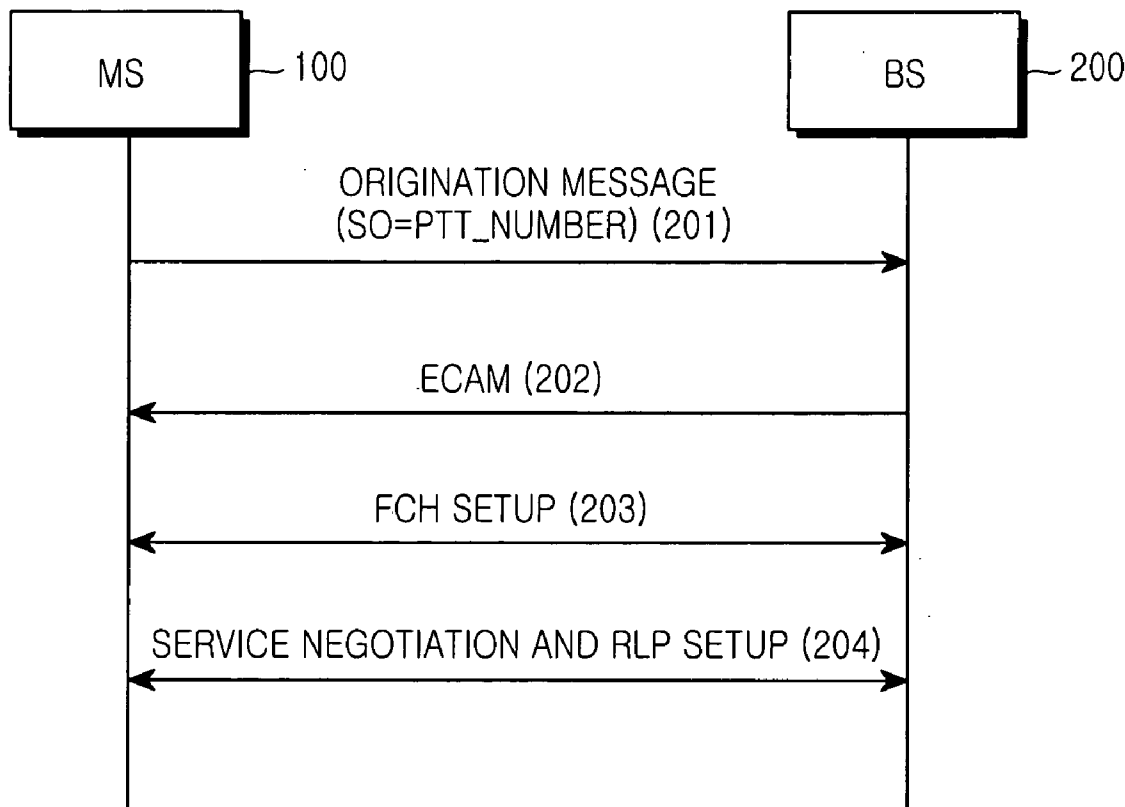 MS
100
BS
200
ORIGINATION MESSAGE
(SO=PTT_NUMBER) (201)
ECAM (202)
FCH SETUP (203)
SERVICE NEGOTIATION AND RLP SETUP (204)